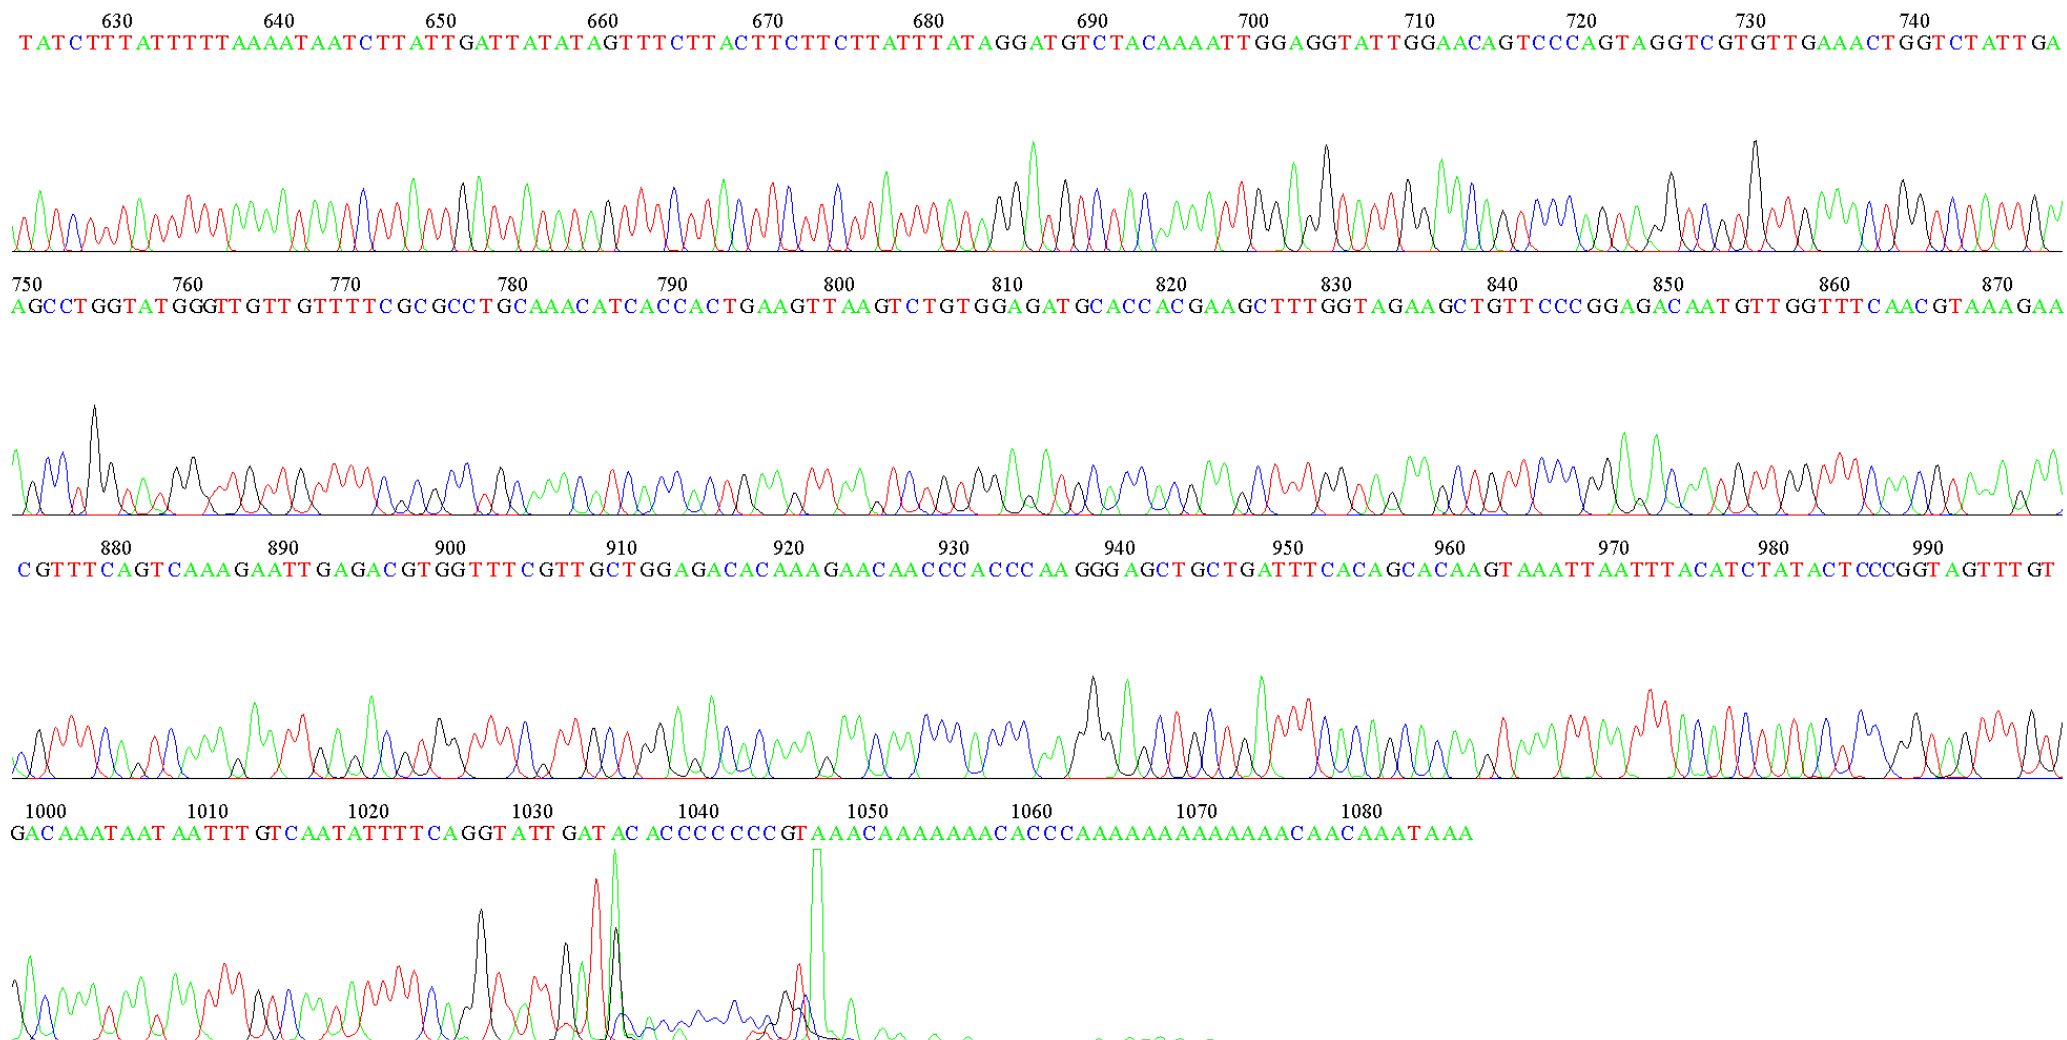 630 640 650 660 670 680 690 700 710 720 730 740
TATCTTTATTTTTAAAATAATCTTATTGATTATATAGTTTCTTACTTCTTCTTATTTATAGGATGTCTACAAAATTGGAGGTATTGGAACAGTCCCAGTAGGTCGTGTTGAAACTGGTCTATTGA
750 760 770 780 790 800 810 820 830 840 850 860 870
AGCCTGGTATGGGTTGTTGTTTTCGCGCCTGCAAACATCACCACTGAAGTTAAGTCTGTGGAGATGCACCACGAAGCTTTGGTAGAAGCTGTTCCCGGAGACAATGTTGGTTTCAACGTAAAGAA
880 890 900 910 920 930 940 950 960 970 980 990
CGTTTCAGTCAAAGAATTGAGACGTGGTTTCGTTGCTGGAGACACAAAGAACAACCCACCCAAGGGAGCTGCTGATTTCACAGCACAAGTAAATTAATTTACATCTATACTCCCGGTAGTTTGT
1000 1010 1020 1030 1040 1050 1060 1070 1080
GACAAATAATAATTTGTCAATATTTTCAGGTATTGATACACCCCCCCGTAAACAAAAAAACACCCAAAAAAAAAAAAACAACAAATAAA